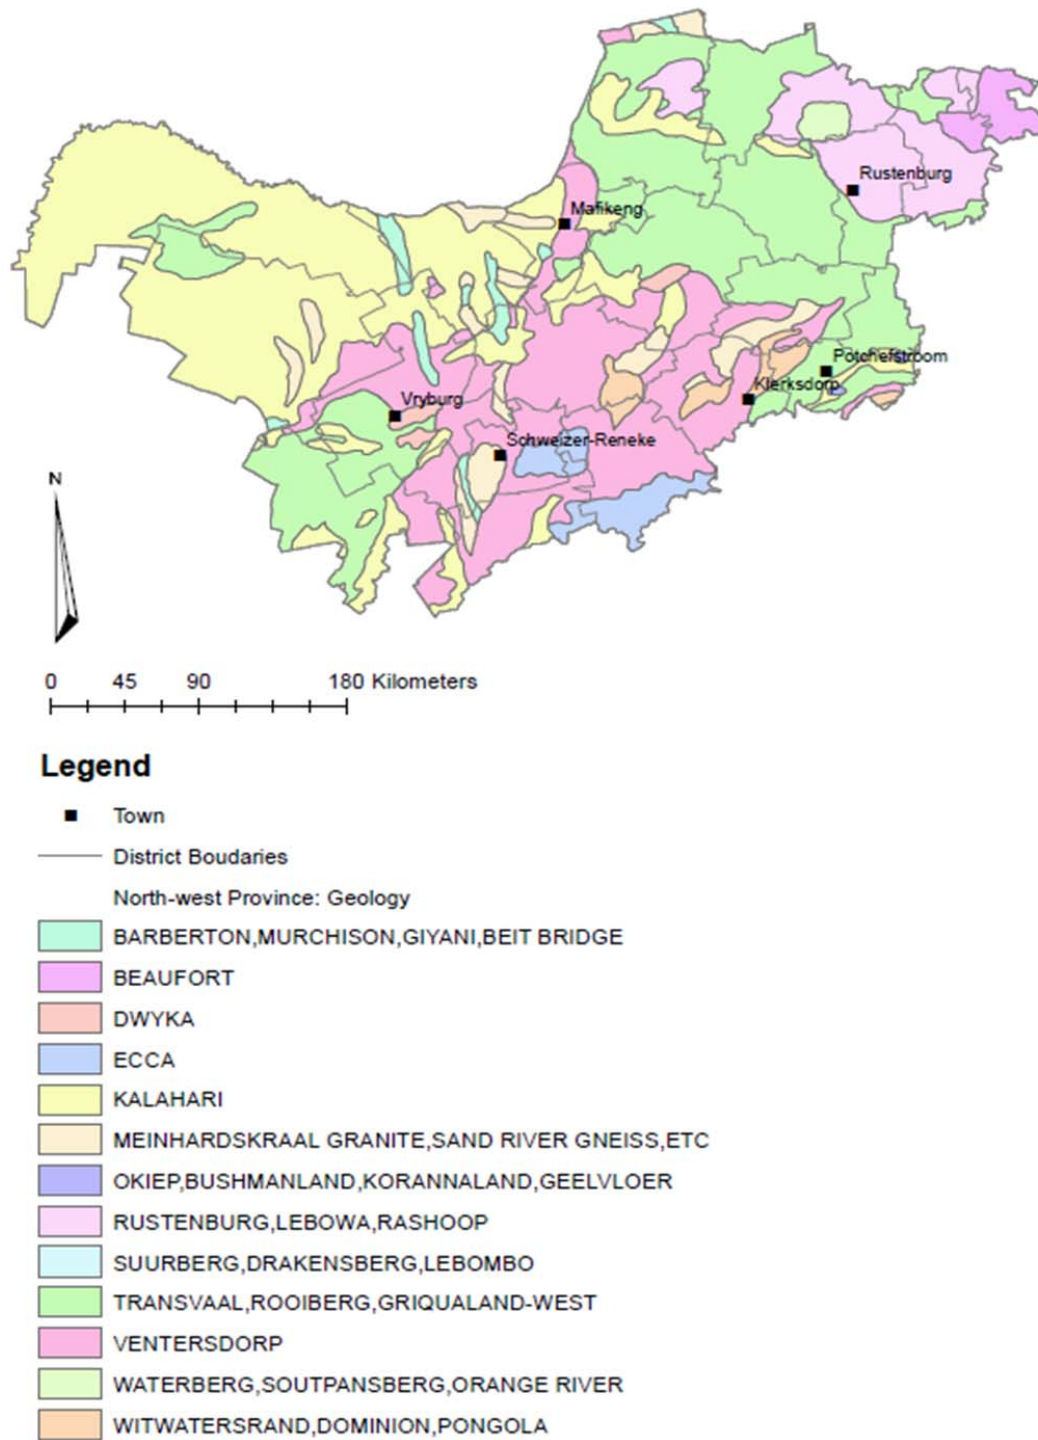 Rustenburg
Mafikeng
Potchefstroom
Klerksdorp
Vryburg
Schweizer-Reneke
N
0 45 90 180 Kilometers
Legend
Town
District Boudaries
North-west Province: Geology
BARBERTON,MURCHISON,GIYANI,BEIT BRIDGE
BEAUFORT
DWYKA
ECCA
KALAHARI
MEINHARDSKRAAL GRANITE,SAND RIVER GNEISS,ETC
OKIEP,BUSHMANLAND,KORANNALAND,GEELVLOER
RUSTENBURG,LEBOWA,RASHOOP
SUURBERG,DRAKENSBERG,LEBOMBO
TRANSVAAL,ROOIBERG,GRIQUALAND-WEST
VENTERSDORP
WATERBERG,SOUTPANSBERG,ORANGE RIVER
WITWATERSRAND,DOMINION,PONGOLA